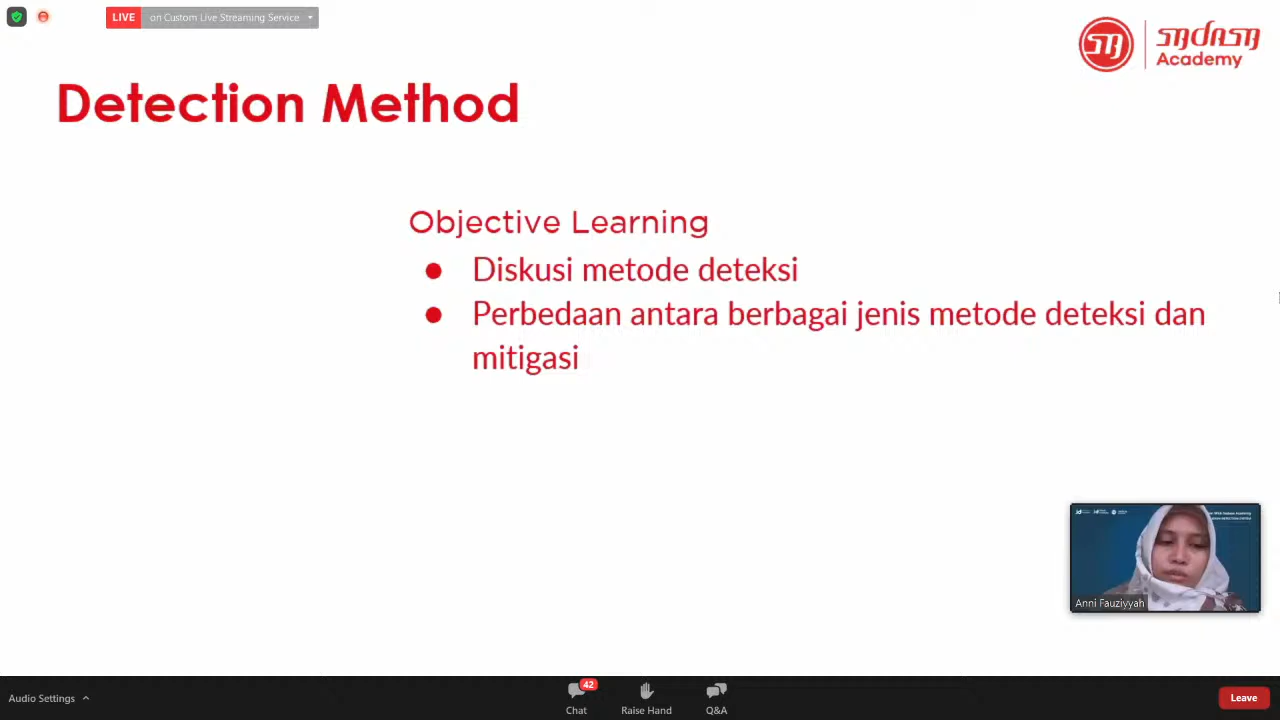 LIVE on Custom Live Streaming Service
Academy
Detection Method
Objective Learning
● Diskusi metode deteksi
● Perbedaan antara berbagai jenis metode deteksi dan
mitigasi
Anni Fauziyyah
Audio Settings
42
Chat
Raise Hand
Q&A
Leave